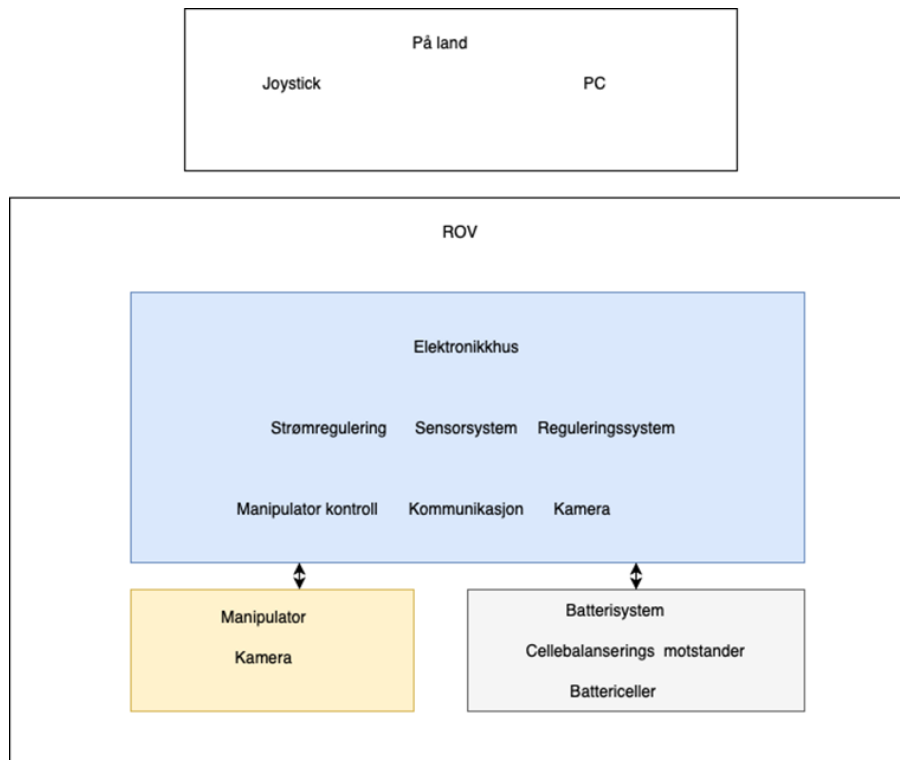 På land
Joystick PC
ROV
Elektronikkhus
Strømregulering Sensorsystem Reguleringssystem
Manipulator kontroll Kommunikasjon Kamera
Manipulator
Kamera
Batterisystem
Cellebalanserings motstander
Battericeller